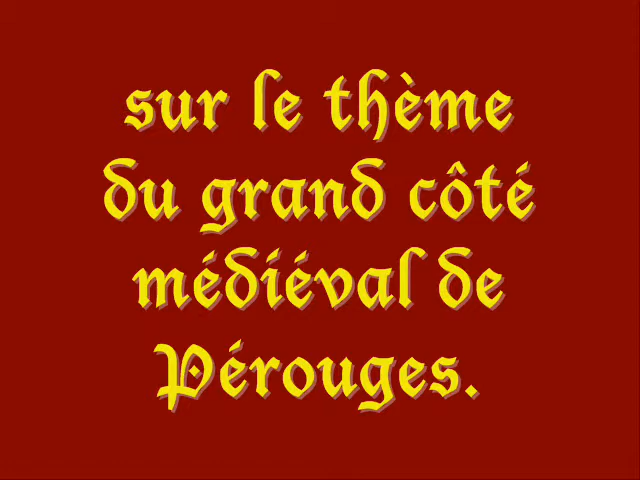 sur le thème
du grand côté
médiéval de
Pérouges.